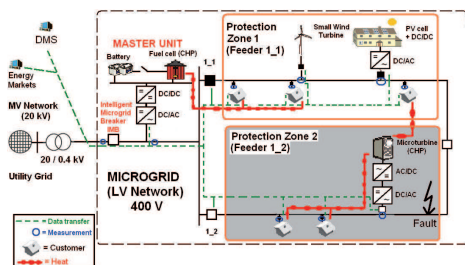 DMS
Energy
Markets
MV Network
(20 kV)
20 / 0.4 kV
Utility Grid
MASTER UNIT
Battery
Fuel cell (CHP)
DC/DC
DC/AC
Intelligent
Microgrid
Breaker
IMB
MICROGRID
(LV Network)
400 V
1_1
1_2
Protection
Zone 1
(Feeder 1_1)
Small Wind
Turbine
PV cell
+ DC/DC
DC/AC
Protection Zone 2
(Feeder 1_2)
Microturbine
(CHP)
AC/DC
DC/AC
Fault
Data transfer
= Measurement
= Customer
= Heat